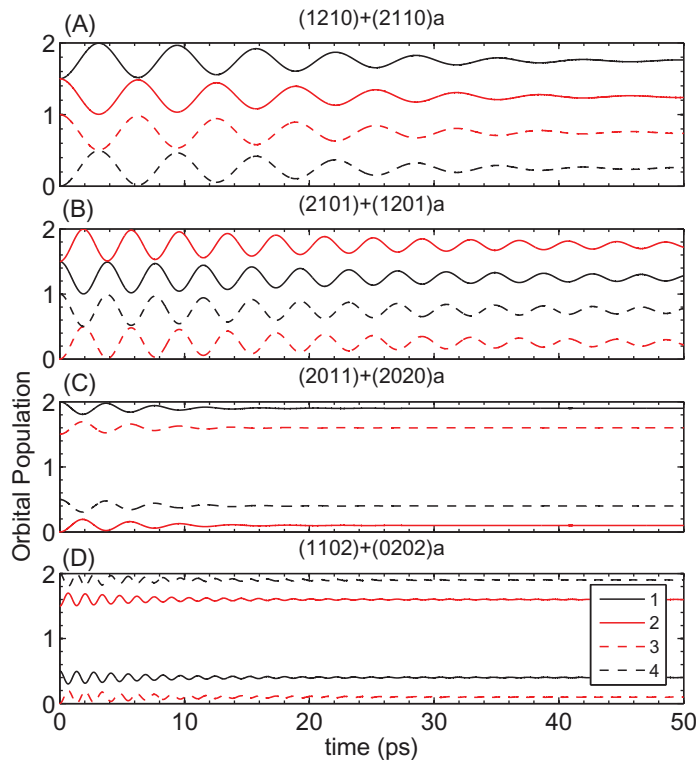 (A)
(1210)+(2110)a
2
1
0
(B)
(2101)+(1201)a
2
1
0
(C)
(2011)+(2020)a
2
1
0
(D)
(1102)+(0202)a
2
1
0
Orbital Population
1
2
3
4
0 10 20 30 40 50
time (ps)